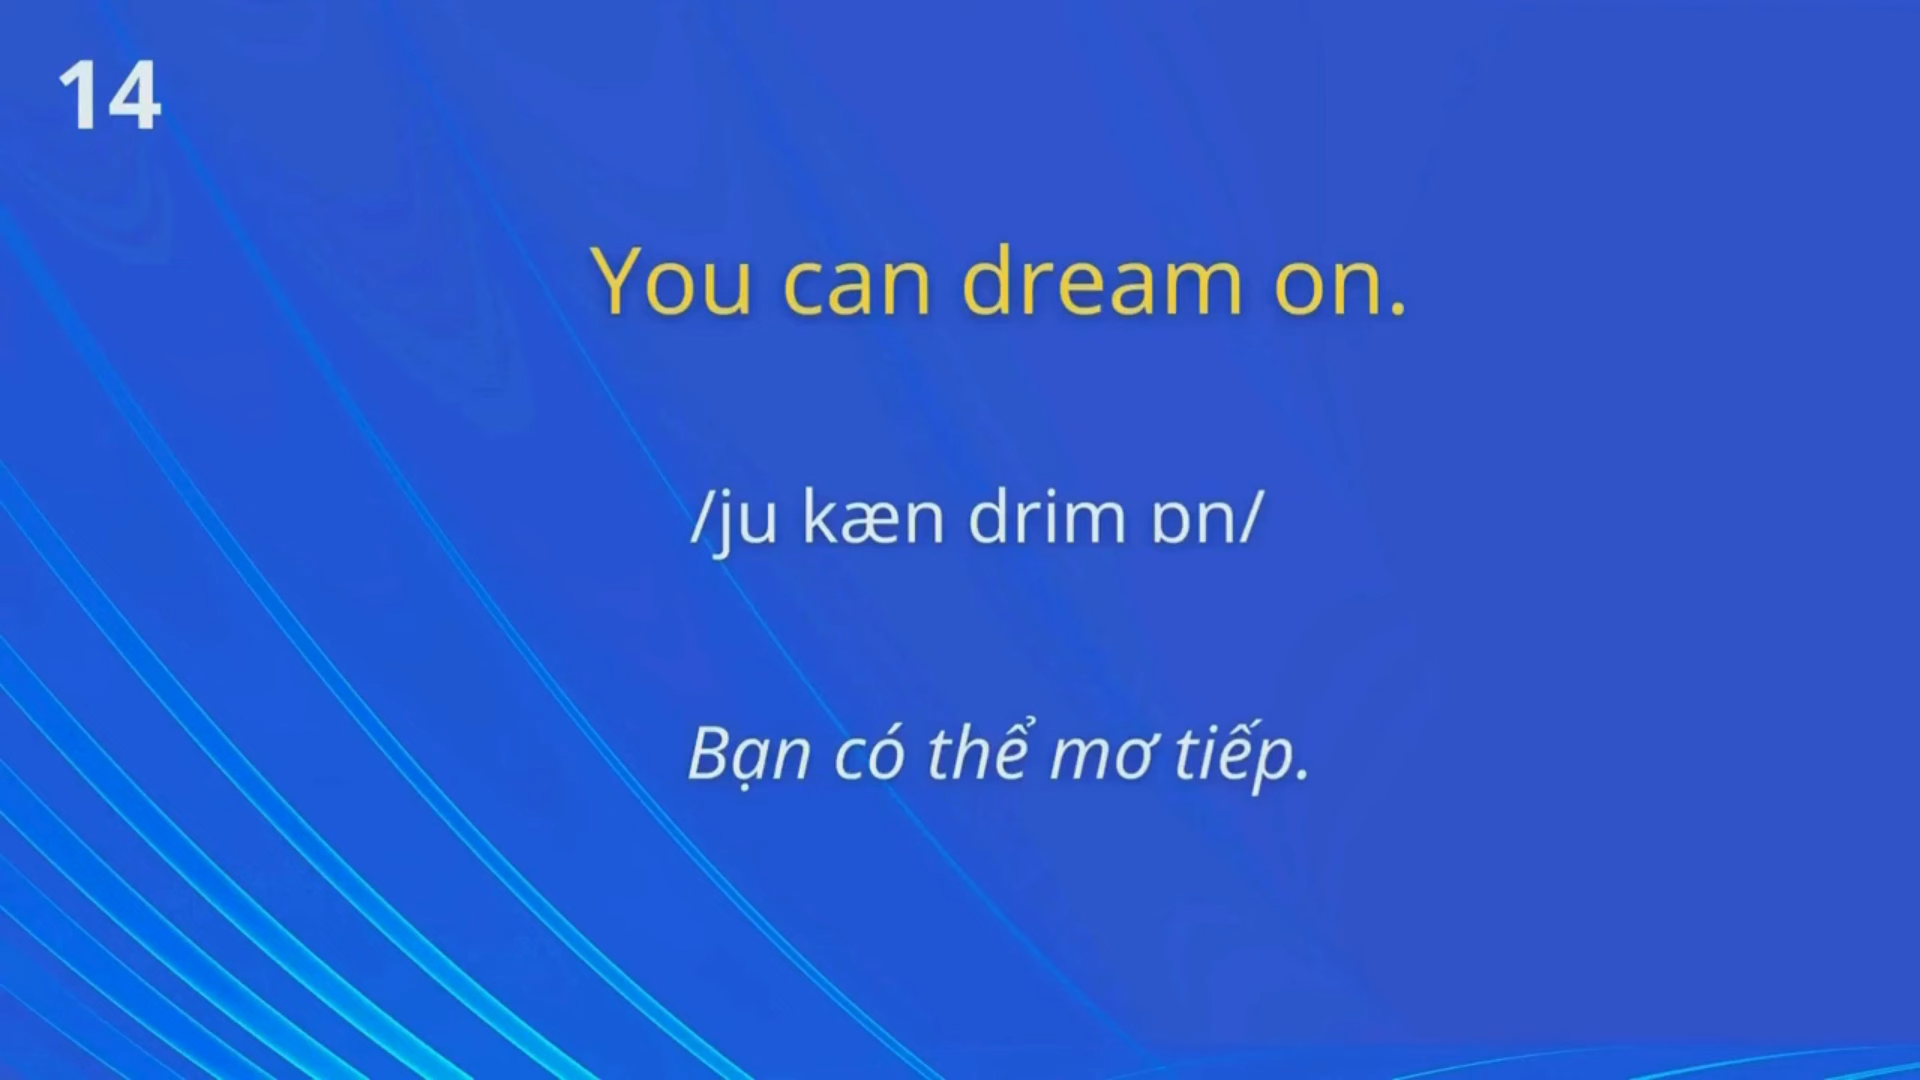 14
You can dream on.
/ju kæn drim ɒn/
Bạn có thể mơ tiếp.